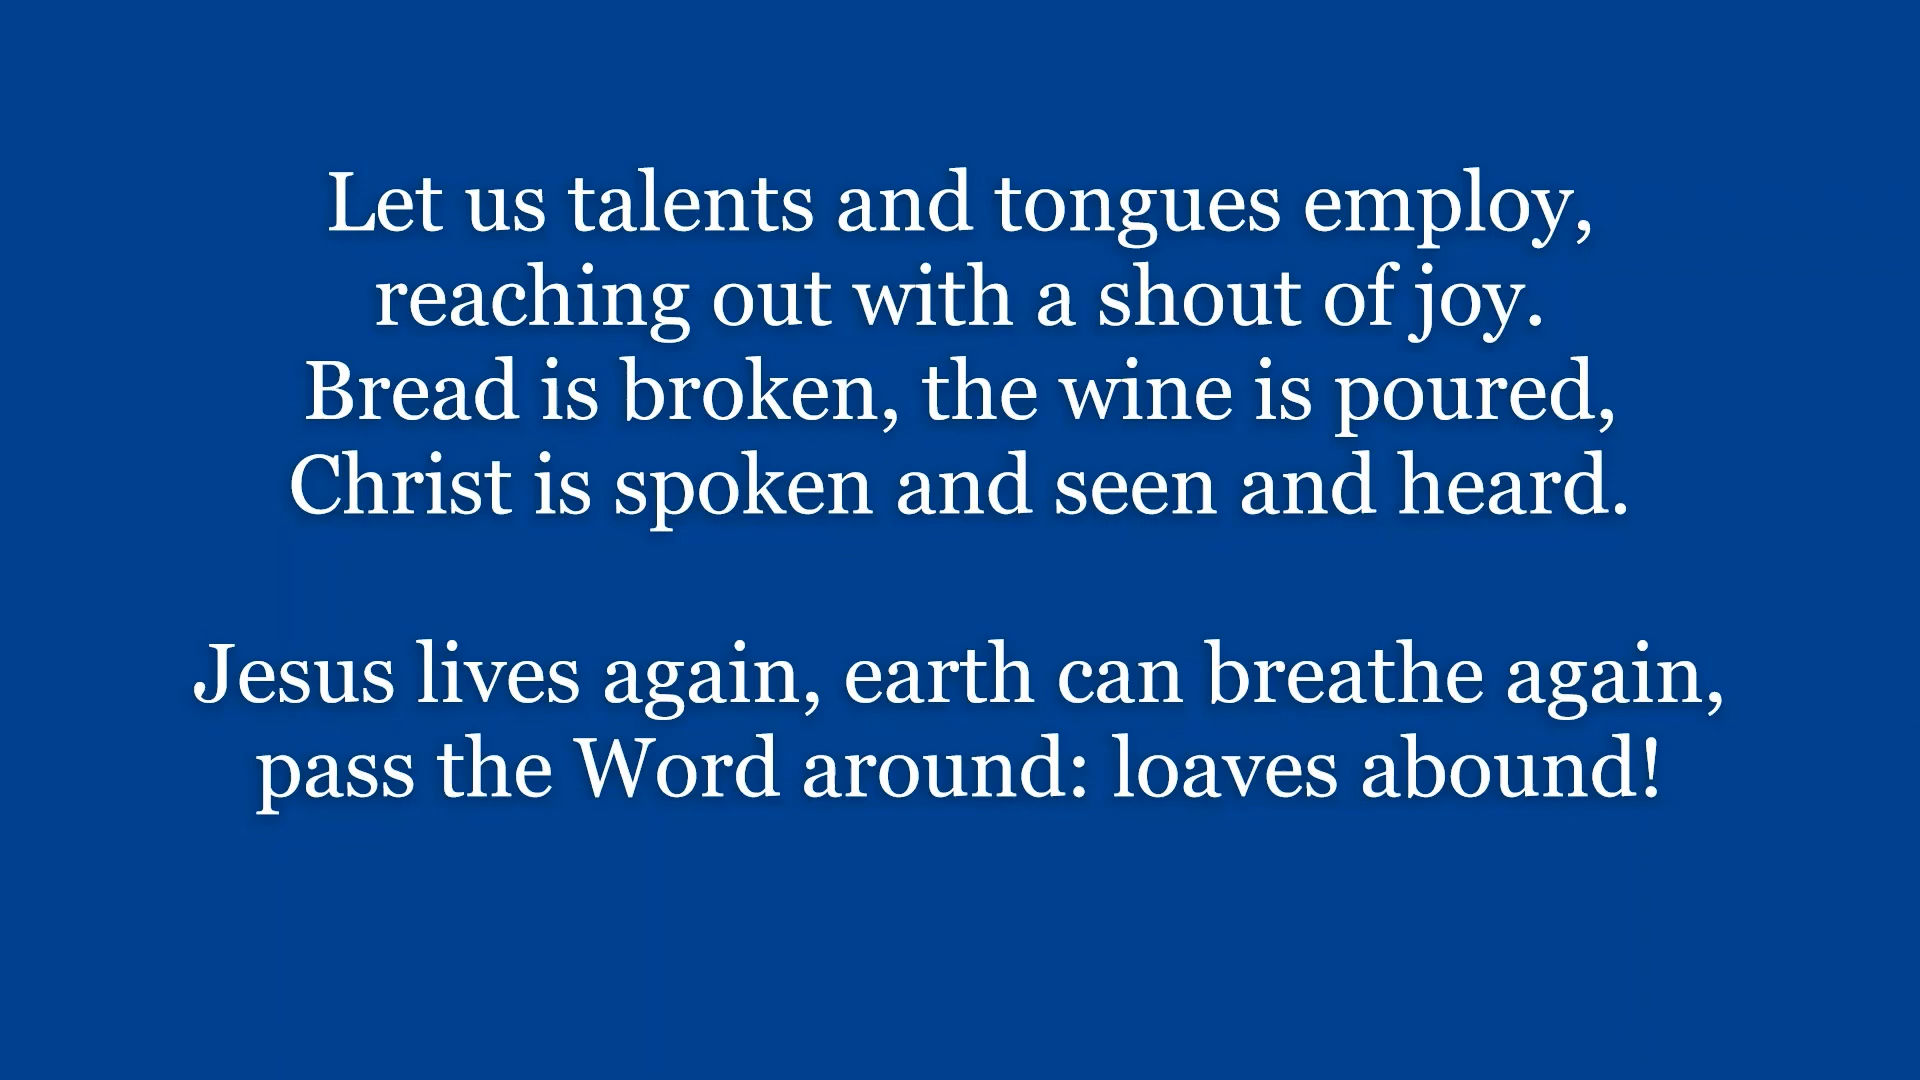 Let us talents and tongues employ,
reaching out with a shout of joy.
Bread is broken, the wine is poured,
Christ is spoken and seen and heard.
Jesus lives again, earth can breathe again,
pass the Word around: loaves abound!